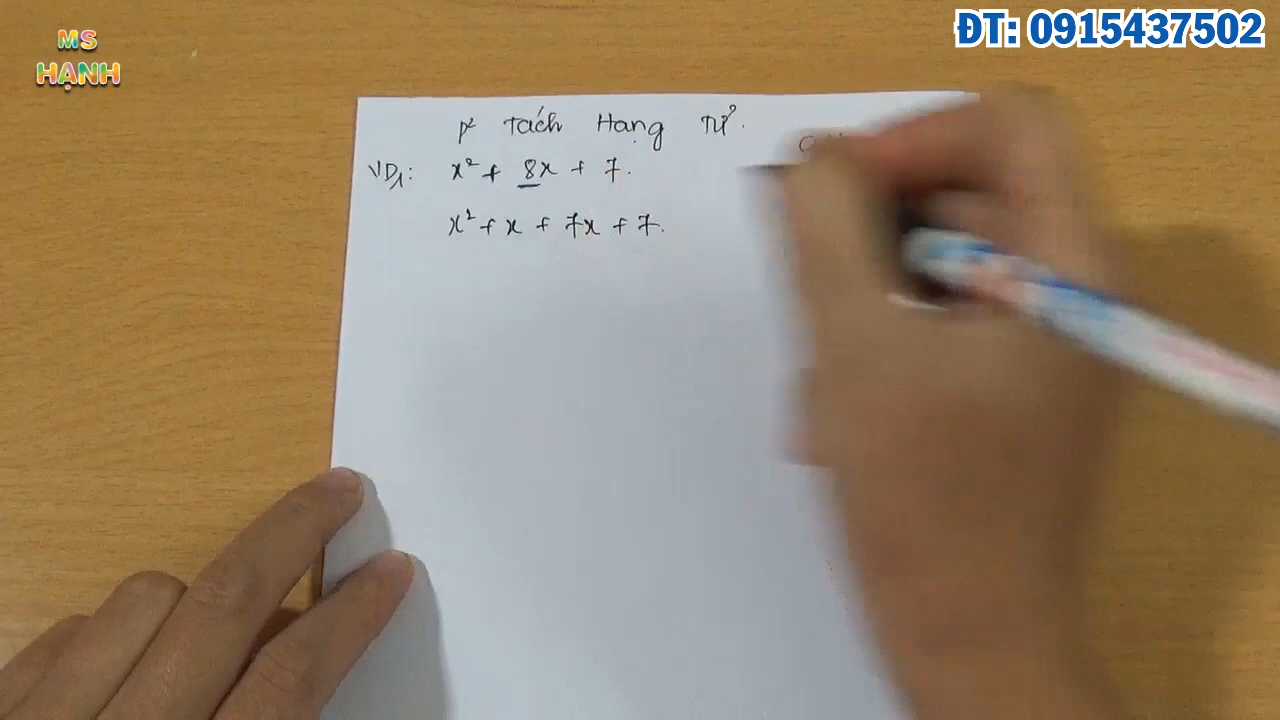 MS
HẠNH
ĐT: 0915437502
P² Tách Hạng Tử.
VD1: x² + 8x + 7.
x² + x + 7x + 7.